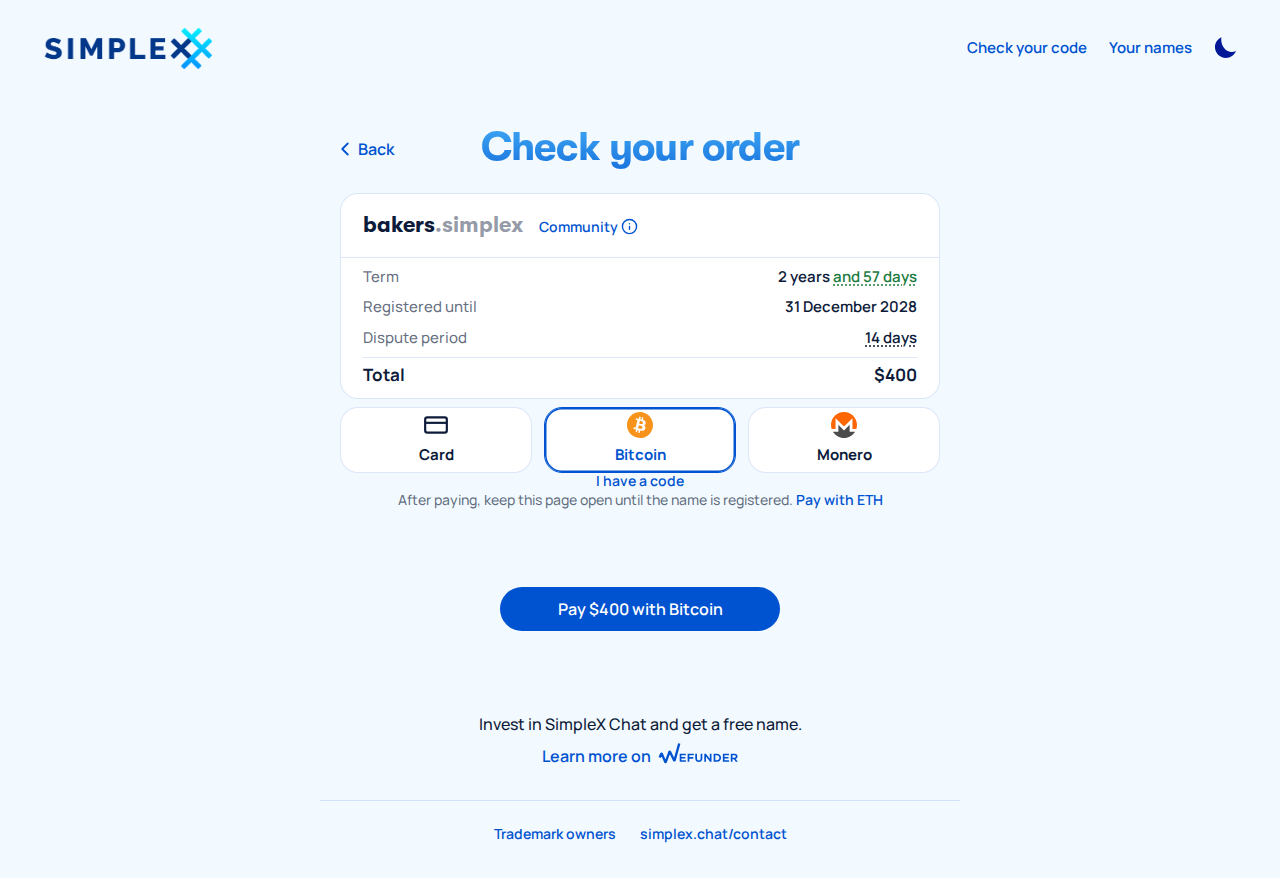 SIMPLEX
Check your code
Your names
Back
Check your order
bakers.simplex Community
Term 2 years and 57 days
Registered until 31 December 2028
Dispute period 14 days
Total $400
Card
Bitcoin
Monero
I have a code
After paying, keep this page open until the name is registered. Pay with ETH
Pay $400 with Bitcoin
Invest in SimpleX Chat and get a free name.
Learn more on WEFUNDER
Trademark owners simplex.chat/contact